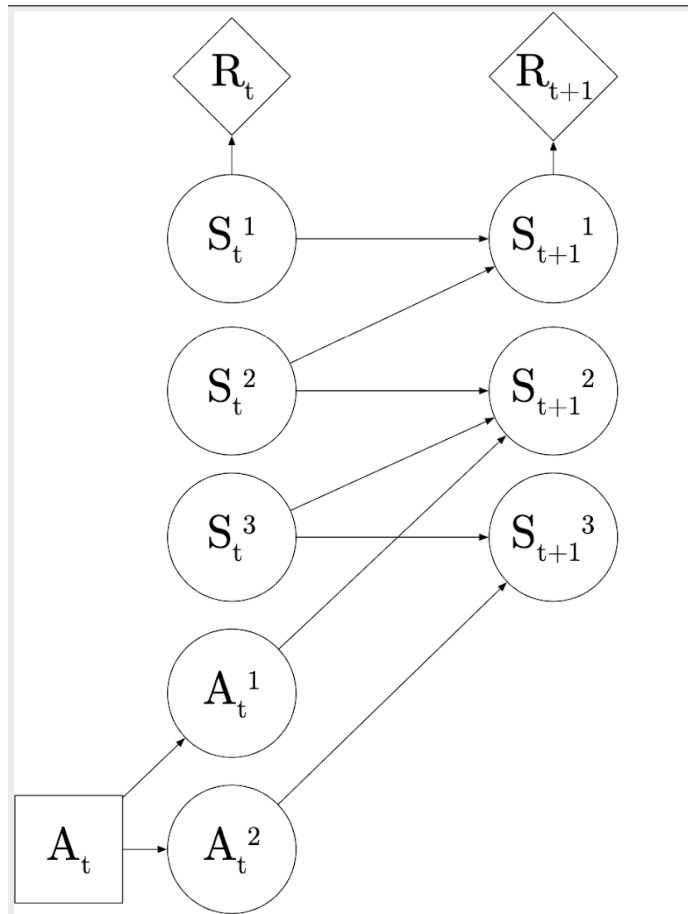 R_t R_{t+1}
S_t^1 S_{t+1}^1
S_t^2 S_{t+1}^2
S_t^3 S_{t+1}^3
A_t^1
A_t A_t^2